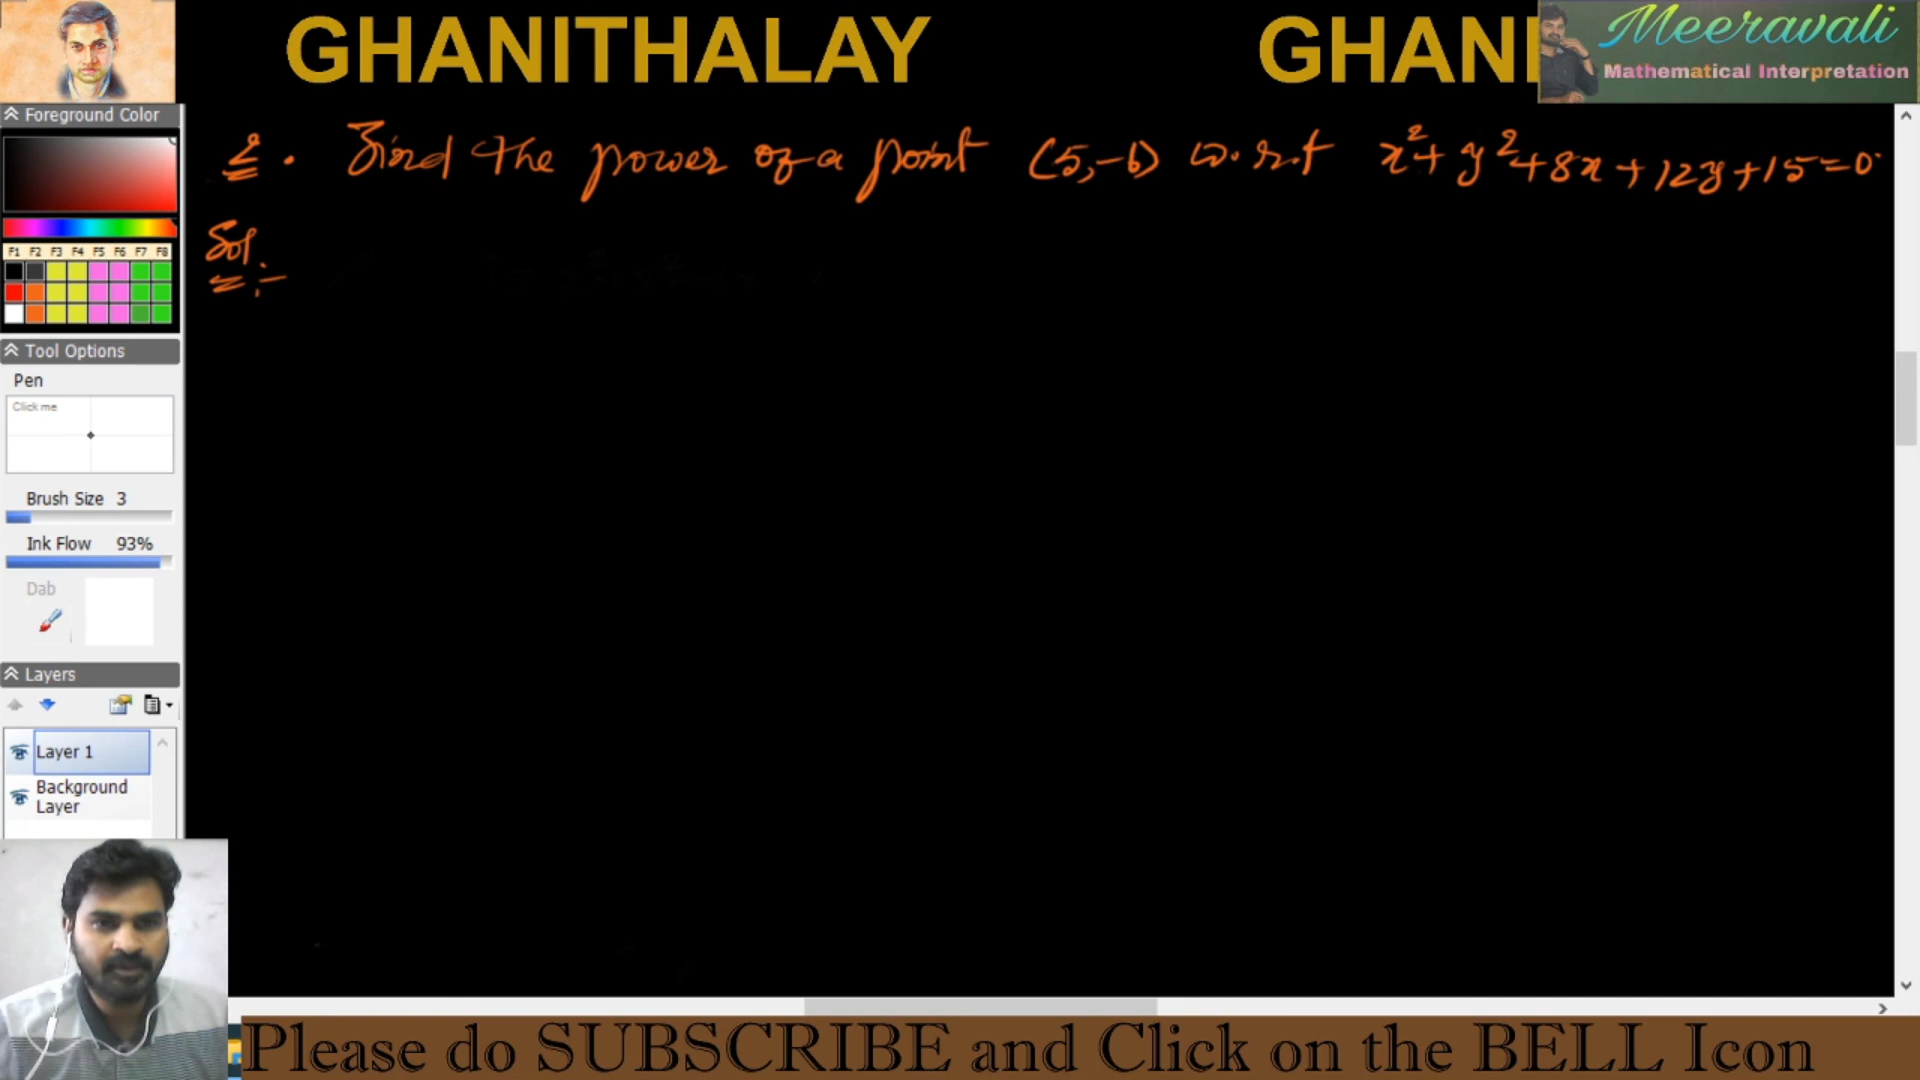 GHANITHALAY GHANI
Meeravali
Mathematical Interpretation
Foreground Color
2. Find the power of a point (5,-6) w.r.t x²+y²+8x+12y+15=0.
Sol:-
F1 F2 F3 F4 F5 F6 F7 F8
Tool Options
Pen
Click me
Brush Size 3
Ink Flow 93%
Dab
Layers
Layer 1
Background
Layer
Please do SUBSCRIBE and Click on the BELL Icon